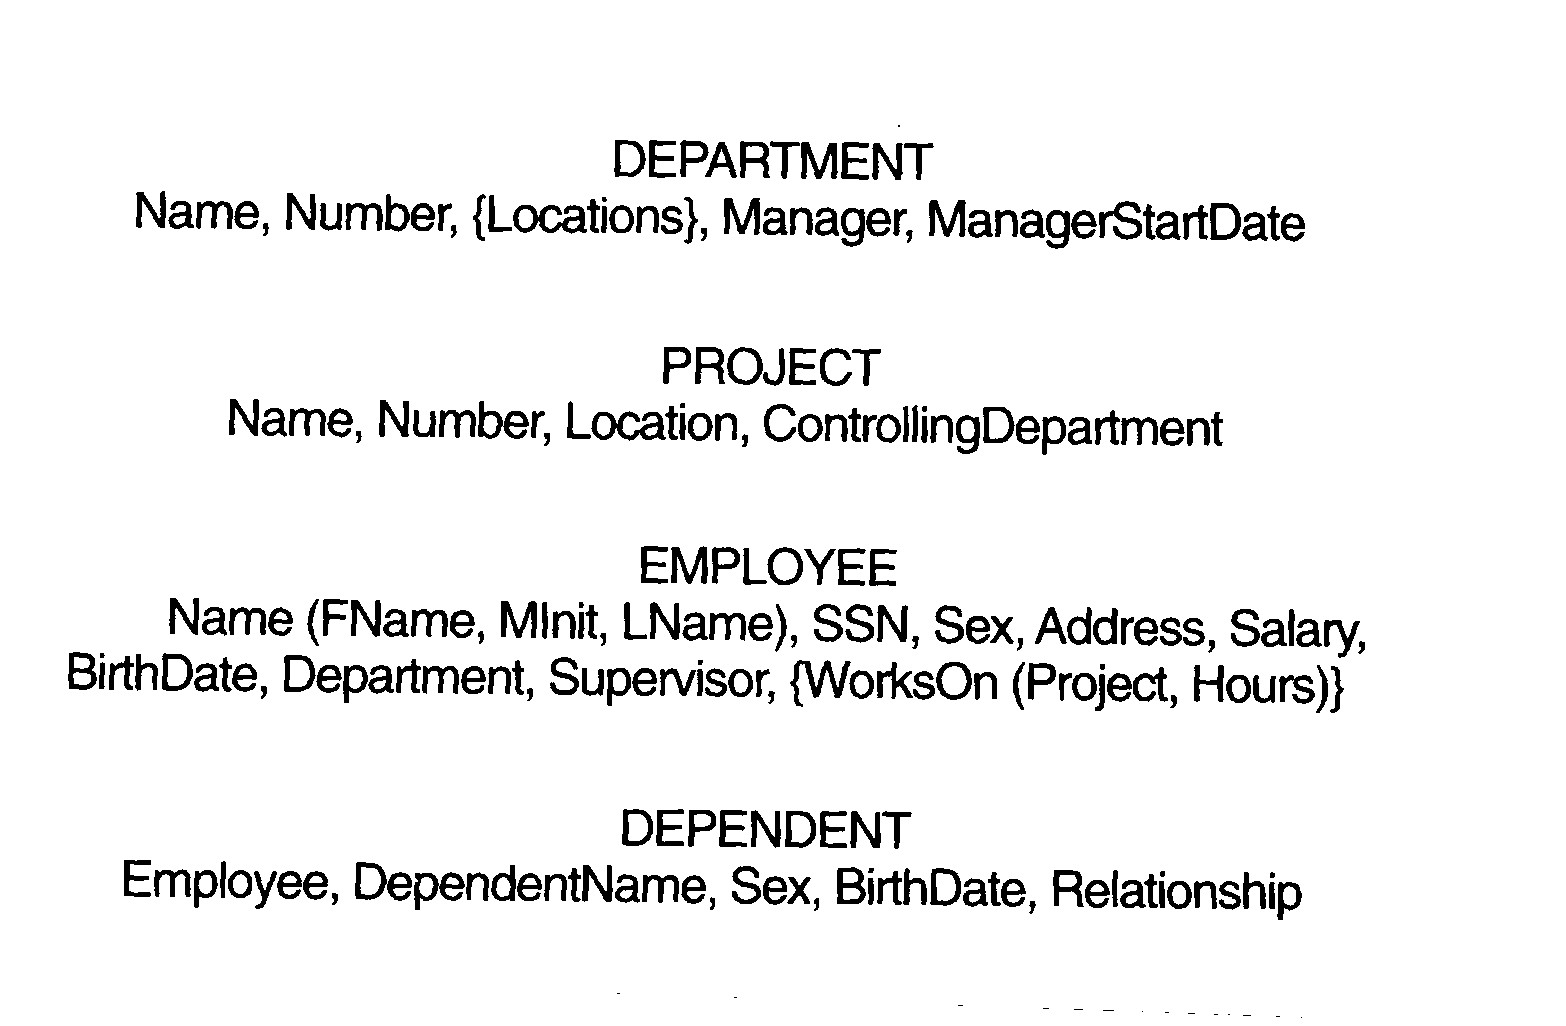 DEPARTMENT
Name, Number, {Locations}, Manager, ManagerStartDate
PROJECT
Name, Number, Location, ControllingDepartment
EMPLOYEE
Name (FName, MInit, LName), SSN, Sex, Address, Salary,
BirthDate, Department, Supervisor, {WorksOn (Project, Hours)}
DEPENDENT
Employee, DependentName, Sex, BirthDate, Relationship